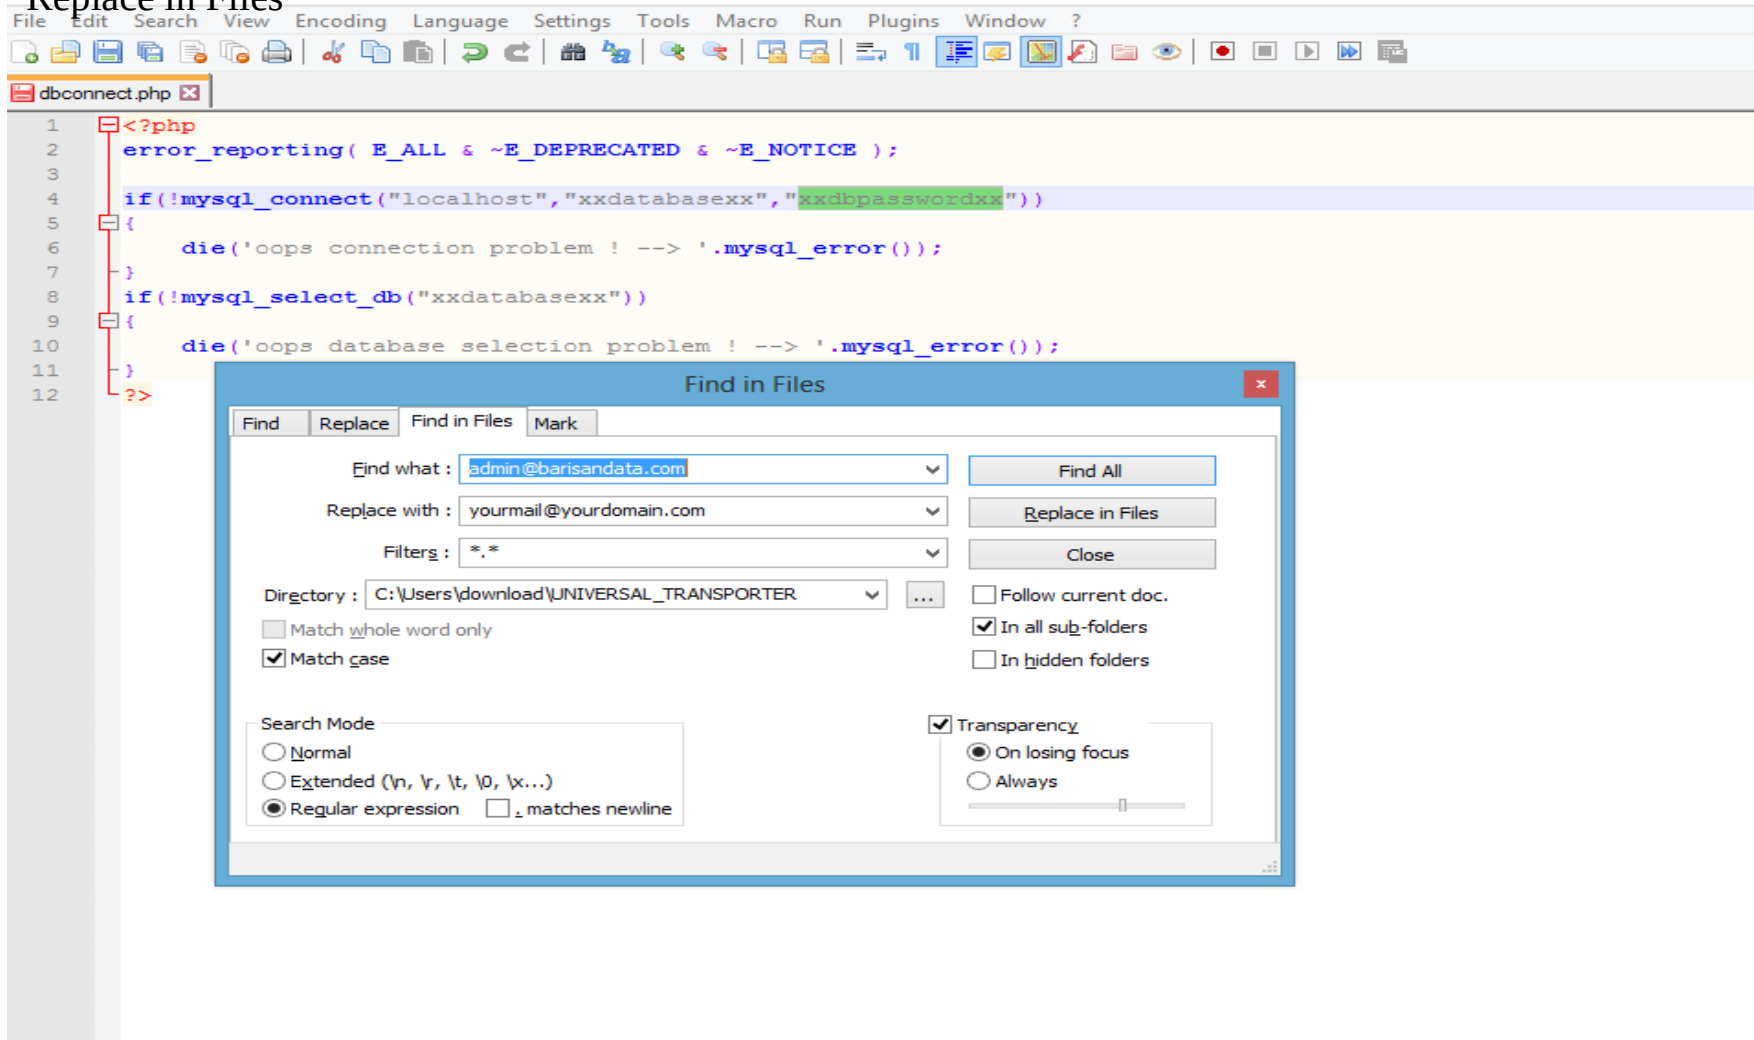 Replace in Files
File Edit Search View Encoding Language Settings Tools Macro Run Plugins Window ?
dbconnect.php
1 <?php
2 error_reporting( E_ALL & ~E_DEPRECATED & ~E_NOTICE );
3
4 if(!mysql_connect("localhost","xxdatabasexx","xxdbpasswordxx"))
5 {
6 die('oops connection problem ! --> '.mysql_error());
7 }
8 if(!mysql_select_db("xxdatabasexx"))
9 {
10 die('oops database selection problem ! --> '.mysql_error());
11 }
12 ?>
Find in Files
Find Replace Find in Files Mark
Find what : admin@barisandata.com Find All
Replace with : yourmail@yourdomain.com Replace in Files
Filters : *.* Close
Directory : C:\Users\download\UNIVERSAL_TRANSPORTER ... Follow current doc.
Match whole word only In all sub-folders
Match case In hidden folders
Search Mode Transparency
Normal On losing focus
Extended (\n, \r, \t, \0, \x...) Always
Regular expression . matches newline